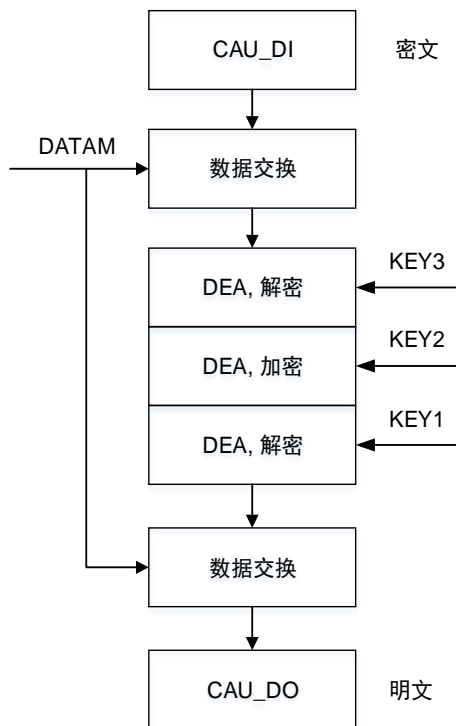 CAU_DI 密文
DATAM
数据交换
DEA, 解密 KEY3
DEA, 加密 KEY2
DEA, 解密 KEY1
数据交换
CAU_DO 明文